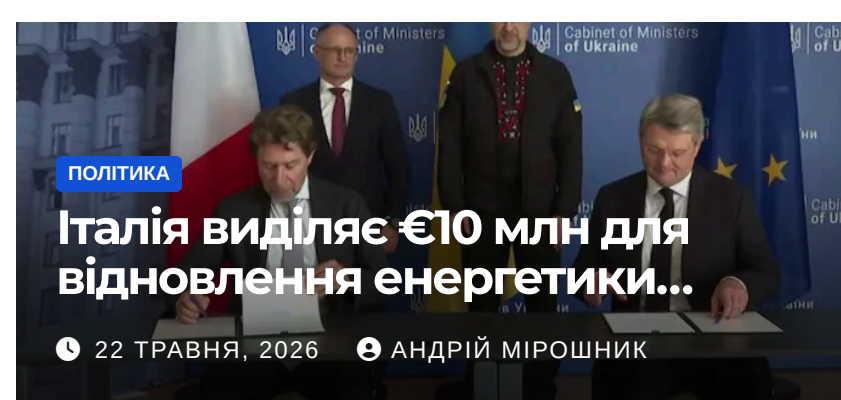 Cabinet of Ministers
of Ukraine
Cabinet of Ministers
of Ukraine
ПОЛІТИКА
Італія виділяє €10 млн для
відновлення енергетики...
22 ТРАВНЯ, 2026
АНДРІЙ МІРОШНИК